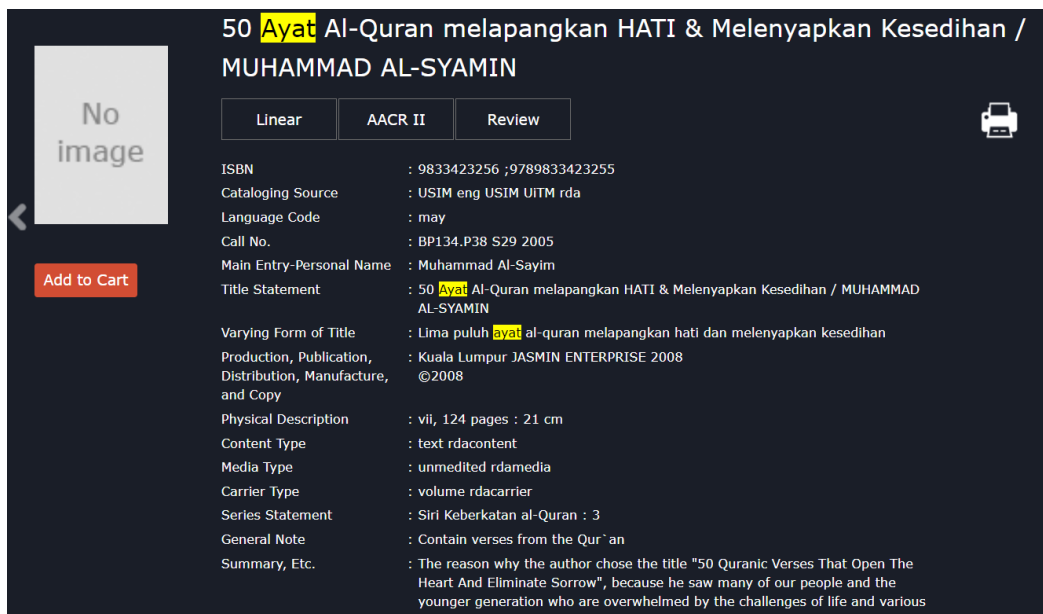 50 Ayat Al-Quran melapangkan HATI & Melenyapkan Kesedihan /
MUHAMMAD AL-SYAMIN
No
image
Linear
AACR II
Review
Add to Cart
ISBN : 9833423256 ;9789833423255
Cataloging Source : USIM eng USIM UiTM rda
Language Code : may
Call No. : BP134.P38 S29 2005
Main Entry-Personal Name : Muhammad Al-Sayim
Title Statement : 50 Ayat Al-Quran melapangkan HATI & Melenyapkan Kesedihan / MUHAMMAD
AL-SYAMIN
Varying Form of Title : Lima puluh ayat al-quran melapangkan hati dan melenyapkan kesedihan
Production, Publication, : Kuala Lumpur JASMIN ENTERPRISE 2008
Distribution, Manufacture, ©2008
and Copy
Physical Description : vii, 124 pages : 21 cm
Content Type : text rdacontent
Media Type : unmedited rdamedia
Carrier Type : volume rdacarrier
Series Statement : Siri Keberkatan al-Quran : 3
General Note : Contain verses from the Qur`an
Summary, Etc. : The reason why the author chose the title "50 Quranic Verses That Open The
Heart And Eliminate Sorrow", because he saw many of our people and the
younger generation who are overwhelmed by the challenges of life and various